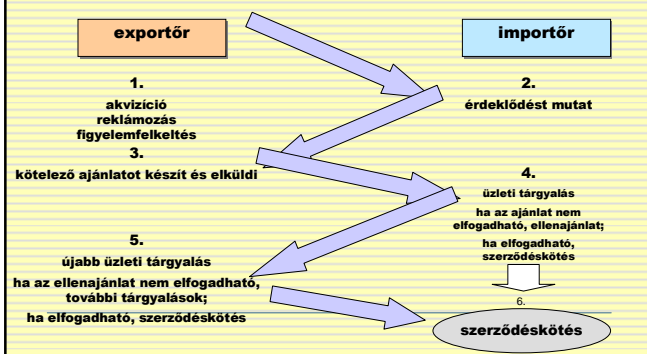 exportőr
importőr
1.
akvizíció
reklámozás
figyelemfelkeltés
2.
érdeklődést mutat
3.
kötelező ajánlatot készít és elküldi
4.
üzleti tárgyalás
ha az ajánlat nem
elfogadható, ellenajánlat;
ha elfogadható,
szerződéskötés
5.
újabb üzleti tárgyalás
ha az ellenajánlat nem elfogadható,
további tárgyalások;
ha elfogadható, szerződéskötés
6.
szerződéskötés